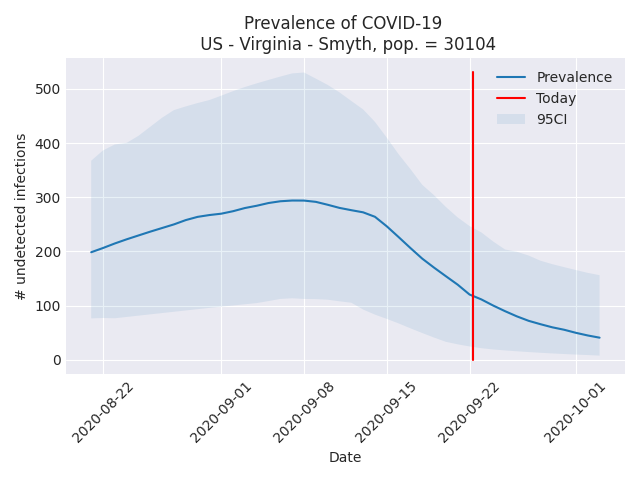 Prevalence of COVID-19
US - Virginia - Smyth, pop. = 30104
Prevalence
Today
95CI
500
400
300
200
100
0
# undetected infections
2020-08-22
2020-09-01
2020-09-08
2020-09-15
2020-09-22
2020-10-01
Date